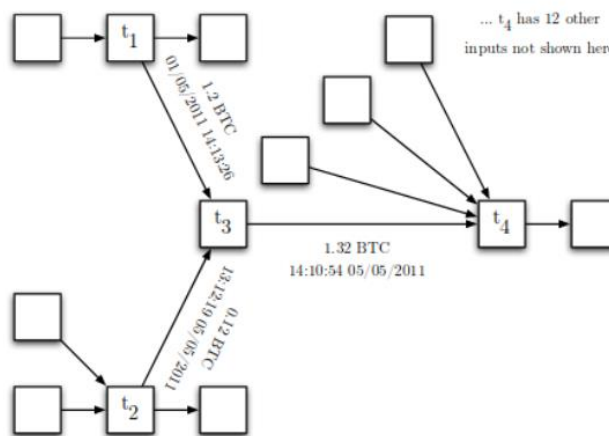 t1
... t4 has 12 other
inputs not shown here
1.2 BTC
01/05/2011 14:13:26
t3
t4
1.32 BTC
14:10:54 05/05/2011
13:12:19 05/05/2011
0.12 BTC
t2